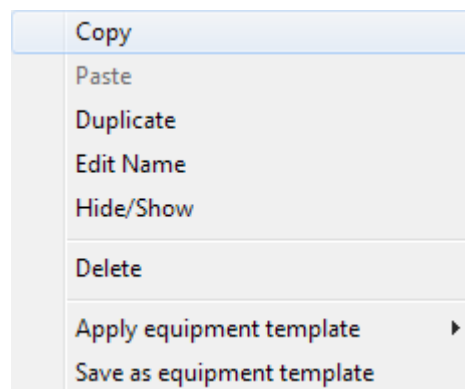 Copy
Paste
Duplicate
Edit Name
Hide/Show
Delete
Apply equipment template
Save as equipment template